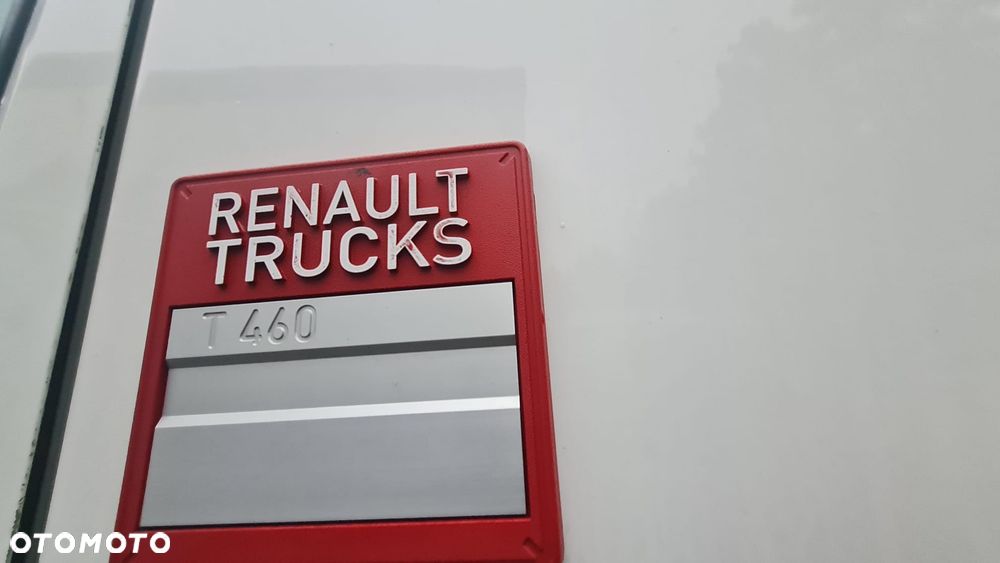 RENAULT
TRUCKS
T 460
OTOMOTO